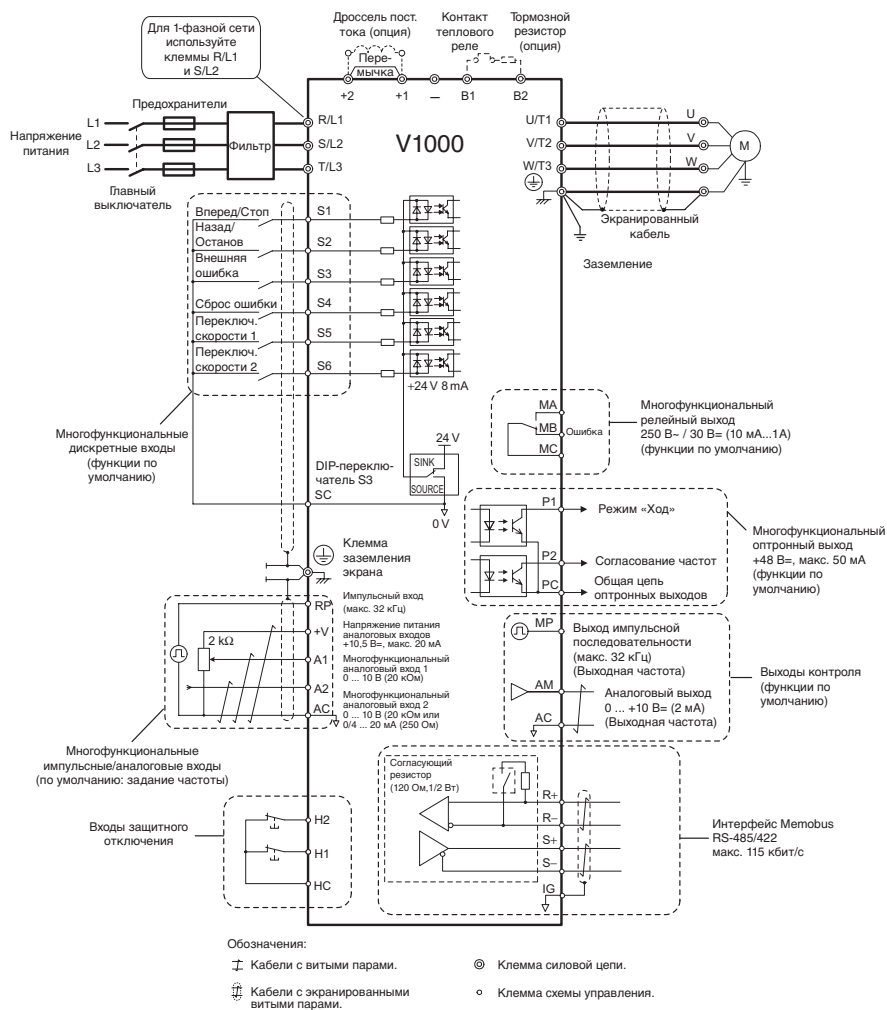 Для 1-фазной сети
используйте
клеммы R/L1
и S/L2
Дроссель пост.
тока (опция)
Контакт
теплового
реле
Тормозной
резистор
(опция)
Пере-
мычка
+2
+1
–
B1
B2
Предохранители
L1
L2
L3
Напряжение
питания
Фильтр
Главный
выключатель
R/L1
S/L2
T/L3
V1000
U/T1
V/T2
W/T3
U
V
W
M
Экранированный
кабель
Заземление
Вперед/Стоп
Назад/
Останов
Внешняя
ошибка
Сброс ошибки
Переключ.
скорости 1
Переключ.
скорости 2
S1
S2
S3
S4
S5
S6
+24 V 8 mA
Многофункциональные
дискретные входы
(функции по
умолчанию)
24 V
SINK
SOURCE
0 V
DIP-переклю-
чатель S3
SC
MA
MB
MC
Ошибка
Многофункциональный
релейный выход
250 В~ / 30 В= (10 мА...1А)
(функции по умолчанию)
P1
Режим «Ход»
P2
Согласование частот
PC
Общая цепь
оптронных выходов
Многофункциональный
оптронный выход
+48 В=, макс. 50 мА
(функции по
умолчанию)
Клемма
заземления
экрана
RP
Импульсный вход
(макс. 32 кГц)
+V
Напряжение питания
аналоговых входов
+10,5 В=, макс. 20 мА
2 kΩ
A1
Многофункциональный
аналоговый вход 1
0 ... 10 В (20 кОм)
A2
Многофункциональный
аналоговый вход 2
0 ... 10 В (20 кОм или
0/4 ... 20 мА (250 Ом)
AC
Многофункциональные
импульсные/аналоговые входы
(по умолчанию: задание частоты)
MP
Выход импульсной
последовательности
(макс. 32 кГц)
(Выходная частота)
AM
Аналоговый выход
0 ... +10 В= (2 мА)
(Выходная частота)
AC
Выходы контроля
(функции по
умолчанию)
Согласующий
резистор
(120 Ом,1/2 Вт)
R+
R–
S+
S–
IG
Интерфейс Memobus
RS-485/422
макс. 115 кбит/с
Входы защитного
отключения
H2
H1
HC
Обозначения:
Кабели с витыми парами.
Клемма силовой цепи.
Кабели с экранированными
витыми парами.
Клемма схемы управления.